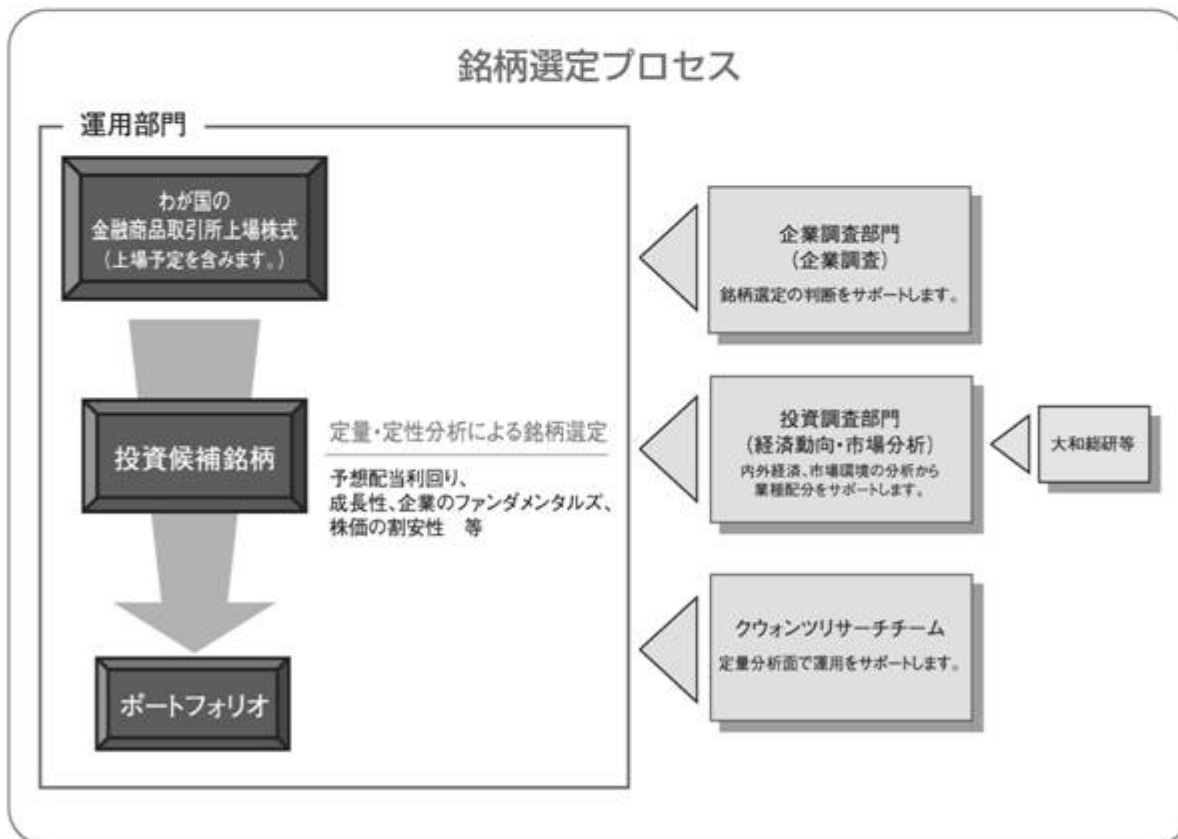 銘柄選定プロセス
運用部門
わが国の
金融商品取引所上場株式
(上場予定を含みます。)
投資候補銘柄
定量・定性分析による銘柄選定
予想配当利回り、
成長性、企業のファンダメンタルズ、
株価の割安性　等
ポートフォリオ
企業調査部門
(企業調査)
銘柄選定の判断をサポートします。
投資調査部門
(経済動向・市場分析)
内外経済、市場環境の分析から
業種配分をサポートします。
大和総研等
クウォンツリサーチチーム
定量分析面で運用をサポートします。